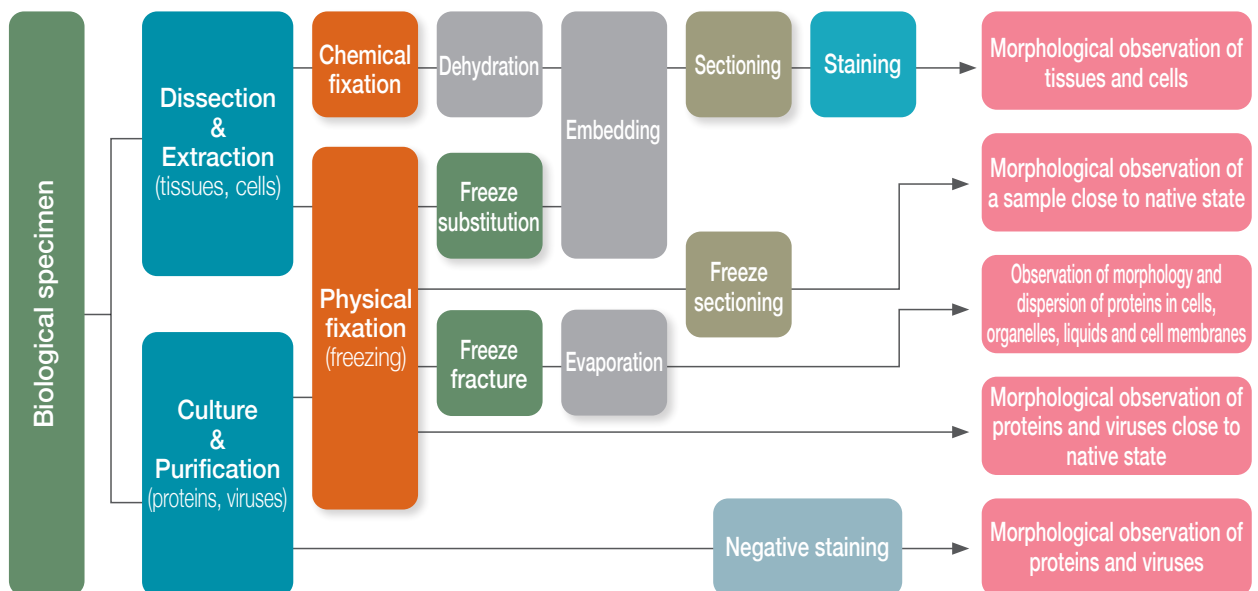 Biological specimen
Dissection
&
Extraction
(tissues, cells)
Culture
&
Purification
(proteins, viruses)
Chemical
fixation
Physical
fixation
(freezing)
Dehydration
Freeze
substitution
Freeze
fracture
Embedding
Evaporation
Sectioning
Freeze
sectioning
Staining
Negative staining
Morphological observation of
tissues and cells
Morphological observation of
a sample close to native state
Observation of morphology and
dispersion of proteins in cells,
organelles, liquids and cell membranes
Morphological observation of
proteins and viruses close to
native state
Morphological observation of
proteins and viruses